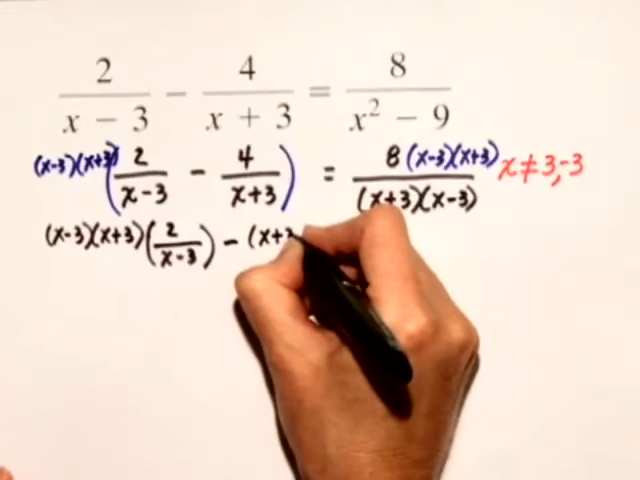 2/(x − 3) − 4/(x + 3) = 8/(x² − 9)
(x-3)(x+3) (2/(x-3) - 4/(x+3)) = 8(x-3)(x+3)/((x+3)(x-3)) x ≠ 3,-3
(x-3)(x+3)(2/(x-3)) - (x+